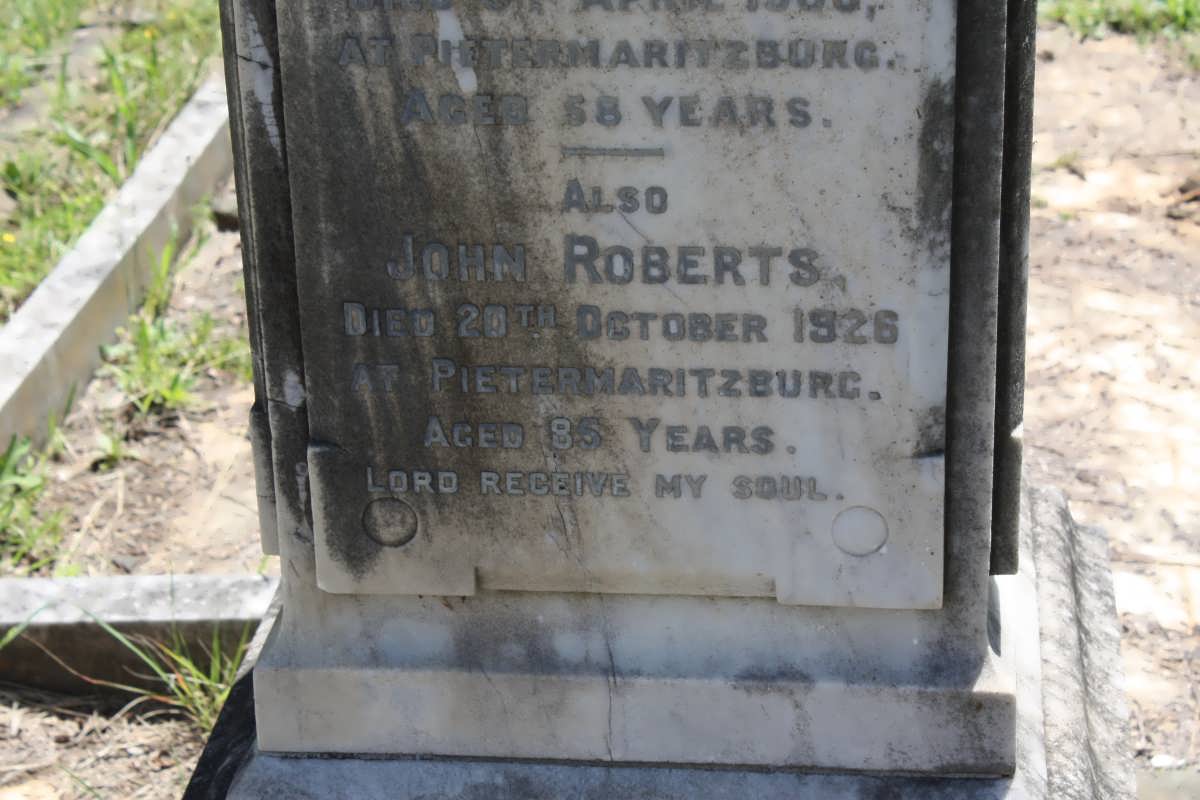 APRIL
AT PIETERMARITZBURG.
AGED 58 YEARS.
ALSO
JOHN ROBERTS,
DIED 20TH OCTOBER 1926
AT PIETERMARITZBURG.
AGED 85 YEARS.
LORD RECEIVE MY SOUL.